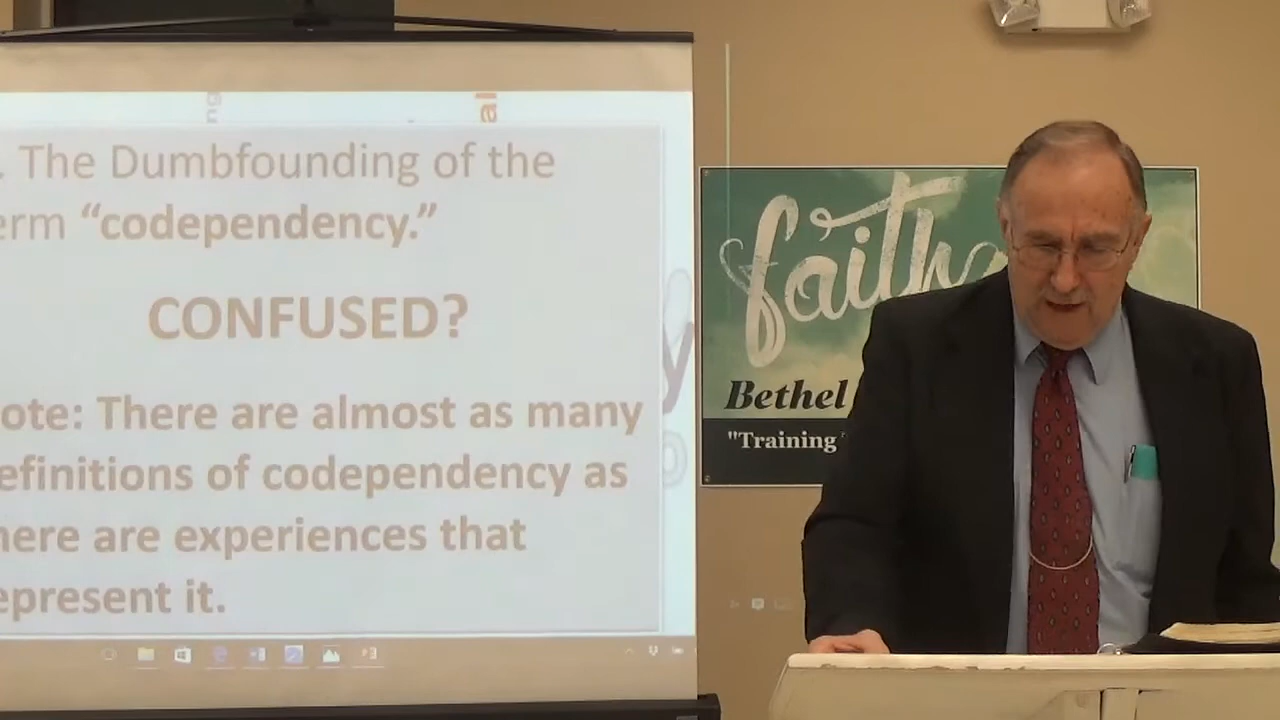 . The Dumbfounding of the
erm “codependency.”
CONFUSED?
ote: There are almost as many
efinitions of codependency as
here are experiences that
epresent it.
faith
Bethel
"Training